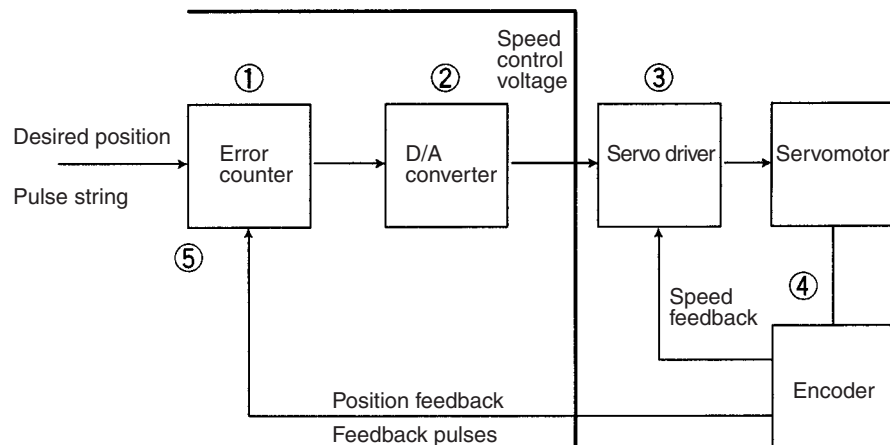 Speed
control
voltage
①
②
③
Desired position
Pulse string
Error
counter
D/A
converter
Servo driver
Servomotor
⑤
④
Speed
feedback
Encoder
Position feedback
Feedback pulses